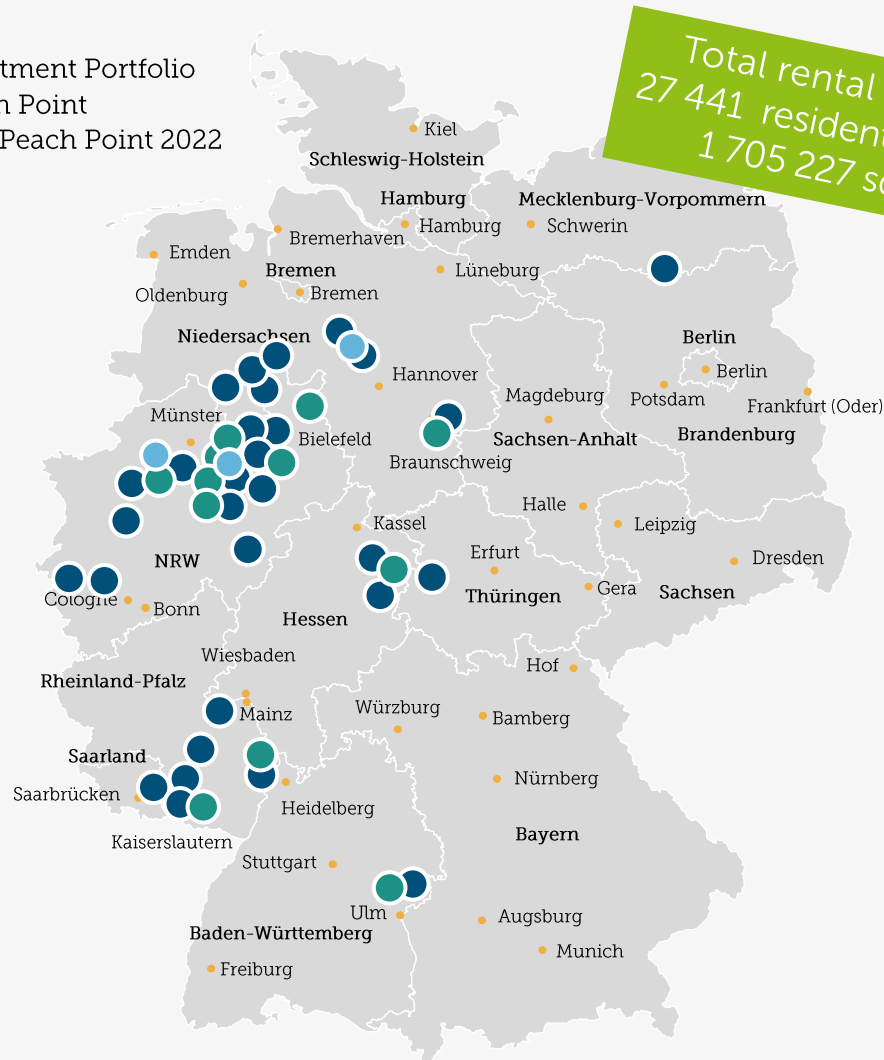 tment Portfolio
n Point
Peach Point 2022
Total rental
27 441 resident
1 705 227 sq
Kiel
Schleswig-Holstein
Hamburg
Mecklenburg-Vorpommern
Hamburg
Schwerin
Bremerhaven
Emden
Bremen
Lüneburg
Oldenburg
Bremen
Niedersachsen
Berlin
Berlin
Hannover
Magdeburg
Potsdam
Frankfurt (Oder)
Münster
Bielefeld
Sachsen-Anhalt
Brandenburg
Braunschweig
Halle
Kassel
Leipzig
Erfurt
Dresden
NRW
Gera
Sachsen
Thüringen
Cologne
Bonn
Hessen
Wiesbaden
Hof
Rheinland-Pfalz
Würzburg
Mainz
Bamberg
Saarland
Nürnberg
Saarbrücken
Heidelberg
Kaiserslautern
Bayern
Stuttgart
Ulm
Augsburg
Baden-Württemberg
Munich
Freiburg